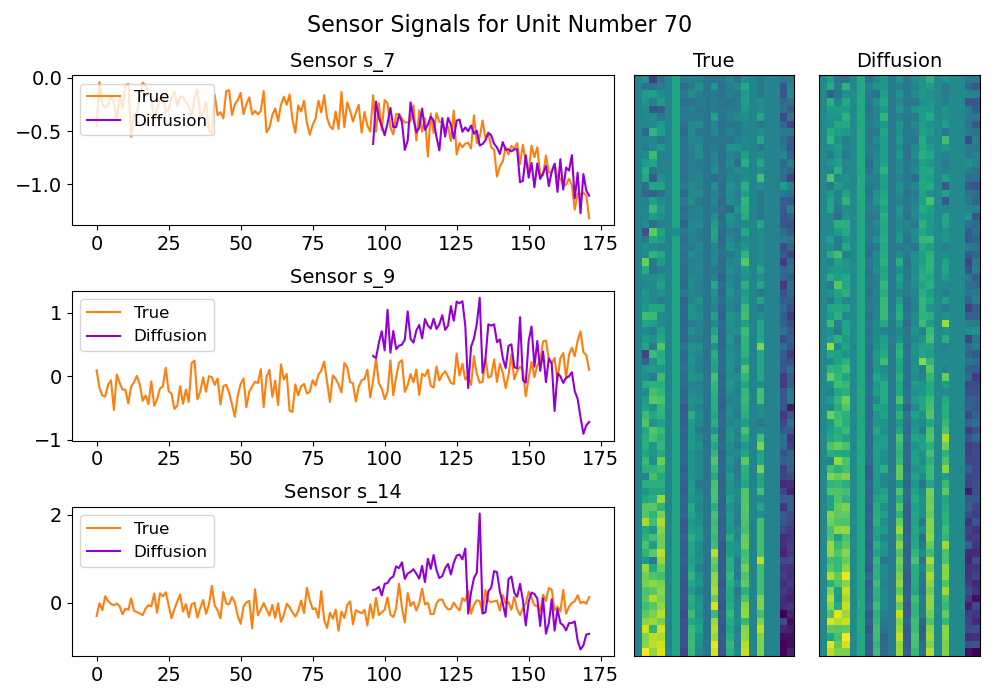 Sensor Signals for Unit Number 70
Sensor s_7
0.0
−0.5
−1.0
True
Diffusion
0 25 50 75 100 125 150 175
Sensor s_9
1
0
−1
True
Diffusion
0 25 50 75 100 125 150 175
Sensor s_14
2
0
True
Diffusion
0 25 50 75 100 125 150 175
True
Diffusion